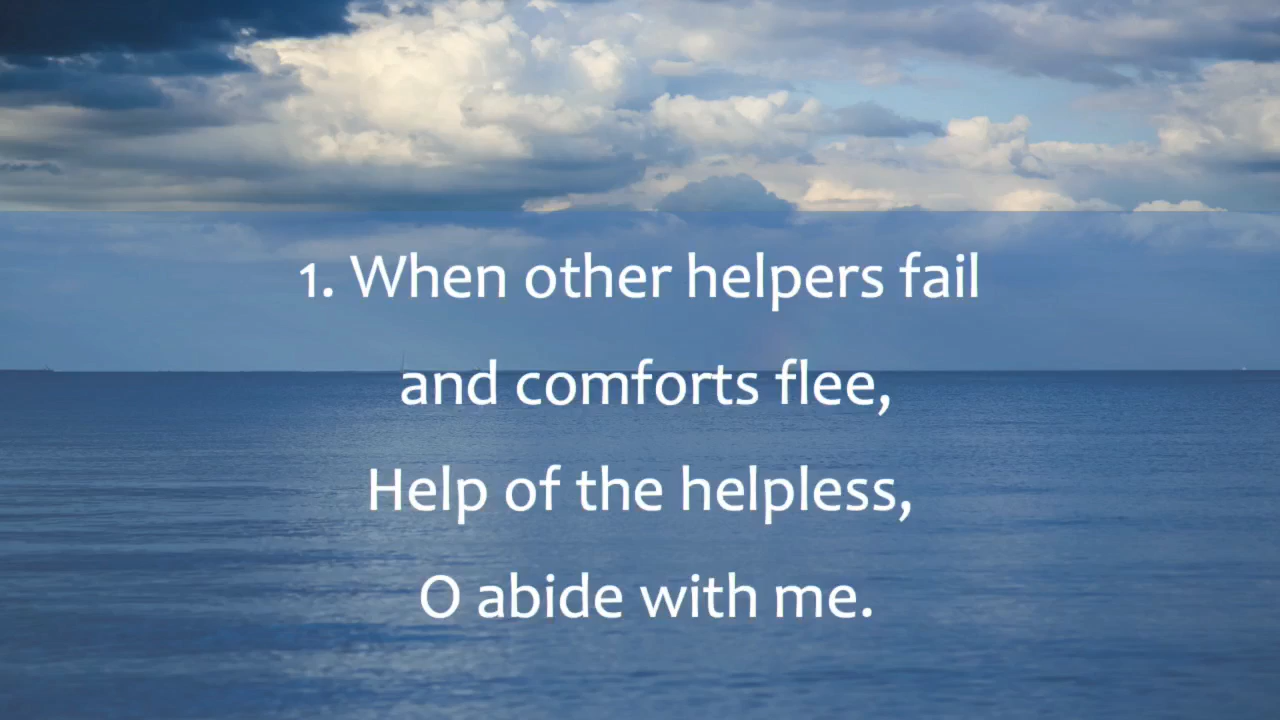 1. When other helpers fail
and comforts flee,
Help of the helpless,
O abide with me.